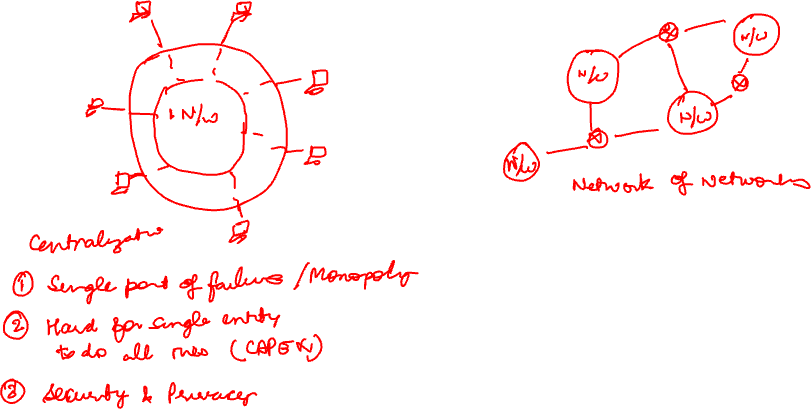 N/W
Centralization
① Single point of failure / Monopoly
② Hard for single entity
to do all this (CAPEX)
③ Security & Privacy
N/W
N/W
N/W
N/W
Network of Networks